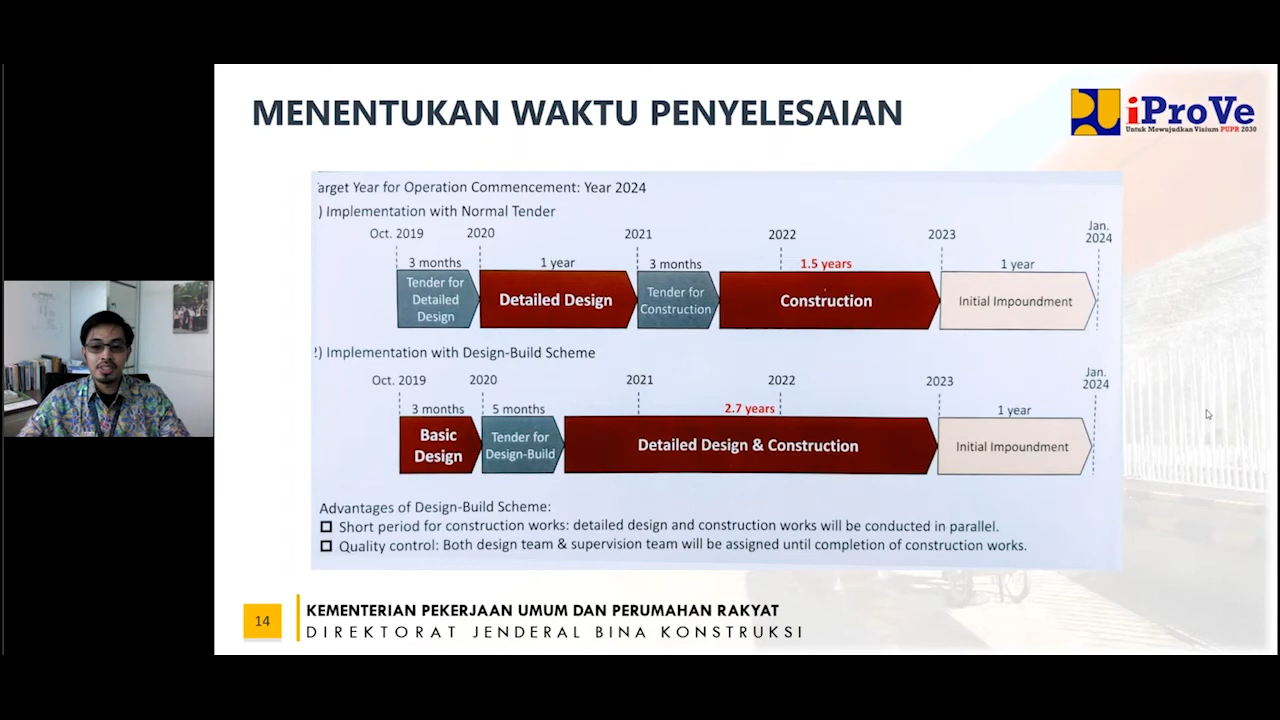 MENENTUKAN WAKTU PENYELESAIAN
iProVe
Untuk Mewujudkan Visium PUPR 2030
arget Year for Operation Commencement: Year 2024
) Implementation with Normal Tender
Oct. 2019
2020
2021
2022
2023
Jan.
2024
3 months
1 year
3 months
1.5 years
1 year
Tender for
Detailed
Design
Detailed Design
Tender for
Construction
Construction
Initial Impoundment
2) Implementation with Design-Build Scheme
Oct. 2019
2020
2021
2022
2023
Jan.
2024
3 months
5 months
2.7 years
1 year
Basic
Design
Tender for
Design-Build
Detailed Design & Construction
Initial Impoundment
Advantages of Design-Build Scheme:
Short period for construction works: detailed design and construction works will be conducted in parallel.
Quality control: Both design team & supervision team will be assigned until completion of construction works.
14
KEMENTERIAN PEKERJAAN UMUM DAN PERUMAHAN RAKYAT
DIREKTORAT JENDERAL BINA KONSTRUKSI